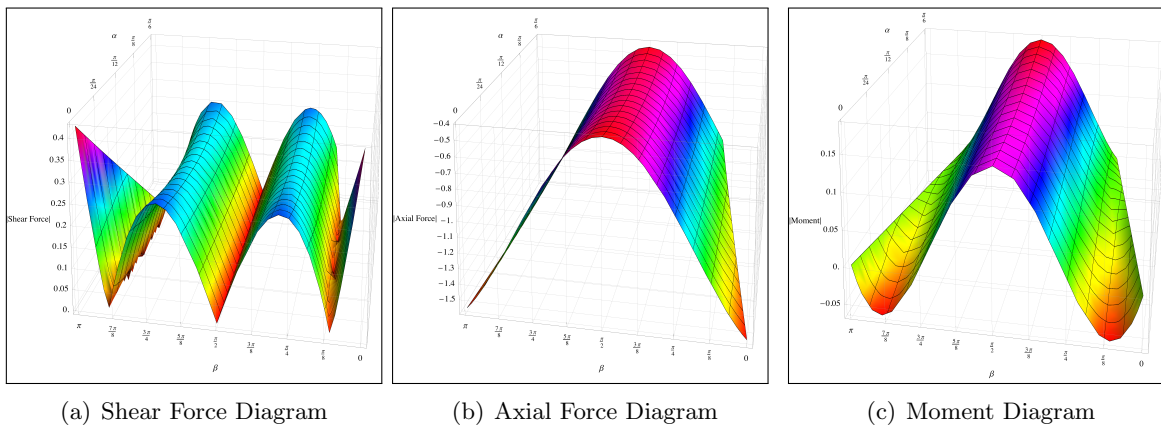 π/6
π/8
α
π/12
π/24
0
0.4
0.35
0.3
0.25
|Shear Force|
0.2
0.15
0.1
0.05
0.
π
7π/8
3π/4
5π/8
π/2
3π/8
π/4
π/8
0
β
π/6
π/8
α
π/12
π/24
0
−0.4
−0.5
−0.6
−0.7
−0.8
−0.9
|Axial Force|
−1.
−1.1
−1.2
−1.3
−1.4
−1.5
π
7π/8
3π/4
5π/8
π/2
3π/8
π/4
π/8
0
β
π/6
π/8
α
π/12
π/24
0
0.15
0.1
|Moment|
0.05
0.
−0.05
π
7π/8
3π/4
5π/8
π/2
3π/8
π/4
π/8
0
β
(a) Shear Force Diagram
(b) Axial Force Diagram
(c) Moment Diagram